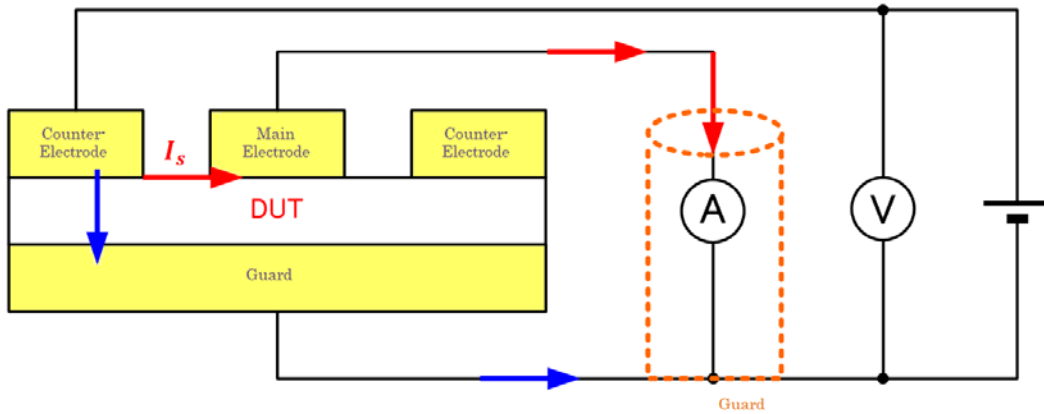 Counter-
Electrode
I_s
Main
Electrode
Counter-
Electrode
DUT
Guard
A
V
Guard